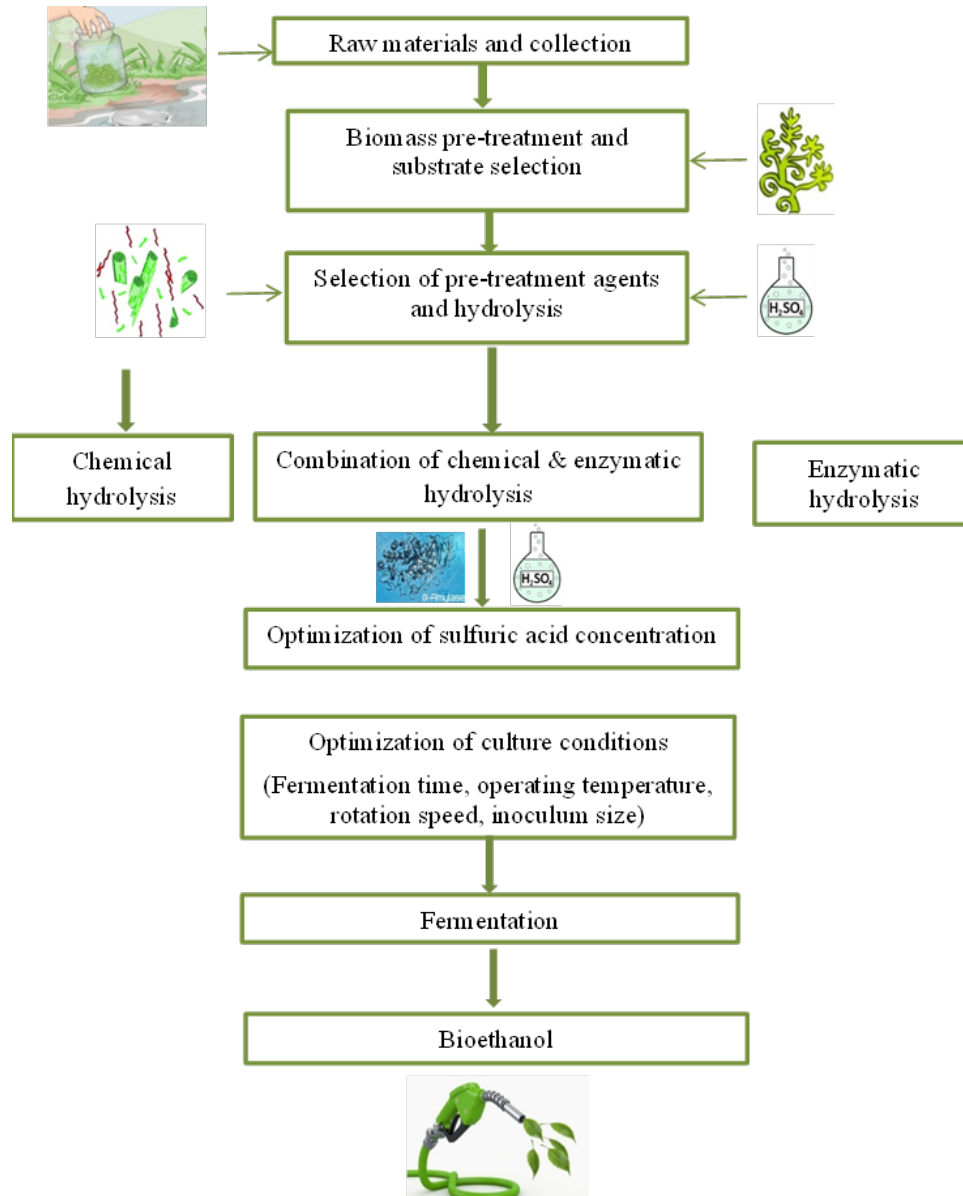 Raw materials and collection
Biomass pre-treatment and
substrate selection
Selection of pre-treatment agents
and hydrolysis
H₂SO₄
Chemical
hydrolysis
Combination of chemical & enzymatic
hydrolysis
Enzymatic
hydrolysis
α-Amylase
H₂SO₄
Optimization of sulfuric acid concentration
Optimization of culture conditions
(Fermentation time, operating temperature,
rotation speed, inoculum size)
Fermentation
Bioethanol